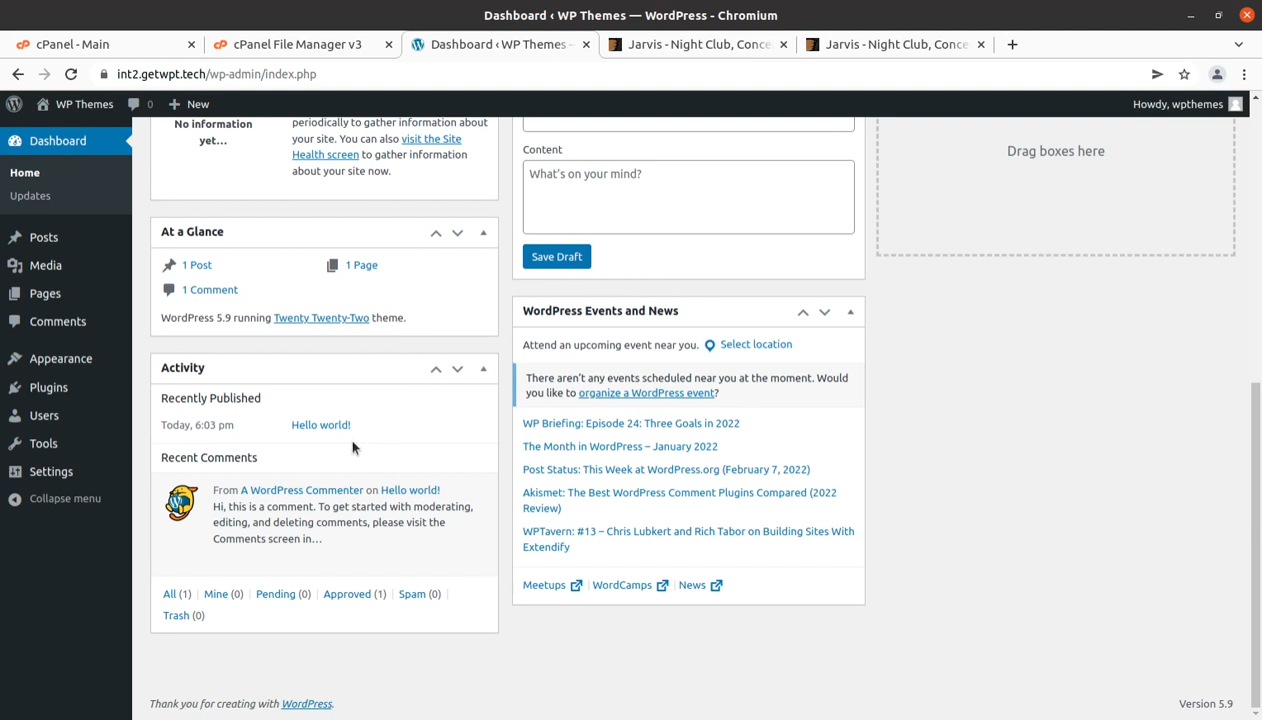 Dashboard ‹ WP Themes — WordPress - Chromium
cPanel - Main
cPanel File Manager v3
Dashboard ‹ WP Themes –
Jarvis - Night Club, Conce
Jarvis - Night Club, Conce
int2.getwpt.tech/wp-admin/index.php
WP Themes
0
New
Howdy, wpthemes
Dashboard
Home
Updates
Posts
Media
Pages
Comments
Appearance
Plugins
Users
Tools
Settings
Collapse menu
No information
yet...
periodically to gather information
about your site. You can also visit the Site
Health screen to gather information
about your site now.
At a Glance
1 Post
1 Page
1 Comment
WordPress 5.9 running Twenty Twenty-Two theme.
Activity
Recently Published
Today, 6:03 pm
Hello world!
Recent Comments
From A WordPress Commenter on Hello world!
Hi, this is a comment. To get started with moderating,
editing, and deleting comments, please visit the
Comments screen in…
All (1) | Mine (0) | Pending (0) | Approved (1) | Spam (0) |
Trash (0)
Content
What's on your mind?
Save Draft
WordPress Events and News
Attend an upcoming event near you. Select location
There aren't any events scheduled near you at the moment. Would
you like to organize a WordPress event?
WP Briefing: Episode 24: Three Goals in 2022
The Month in WordPress – January 2022
Post Status: This Week at WordPress.org (February 7, 2022)
Akismet: The Best WordPress Comment Plugins Compared (2022
Review)
WPTavern: #13 – Chris Lubkert and Rich Tabor on Building Sites With
Extendify
Meetups | WordCamps | News
Drag boxes here
Thank you for creating with WordPress.
Version 5.9